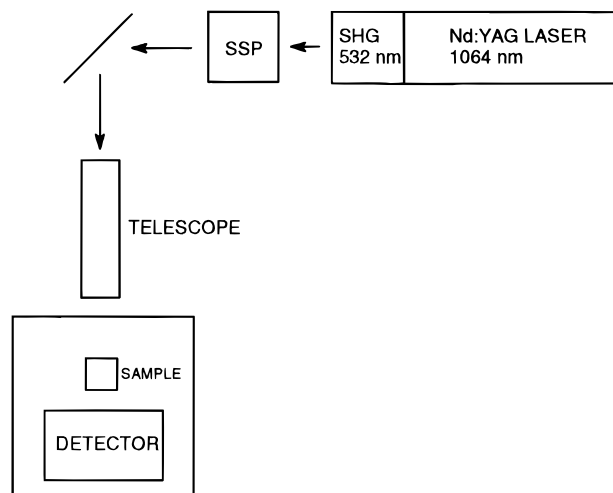 SSP
SHG
532 nm
Nd:YAG LASER
1064 nm
TELESCOPE
SAMPLE
DETECTOR